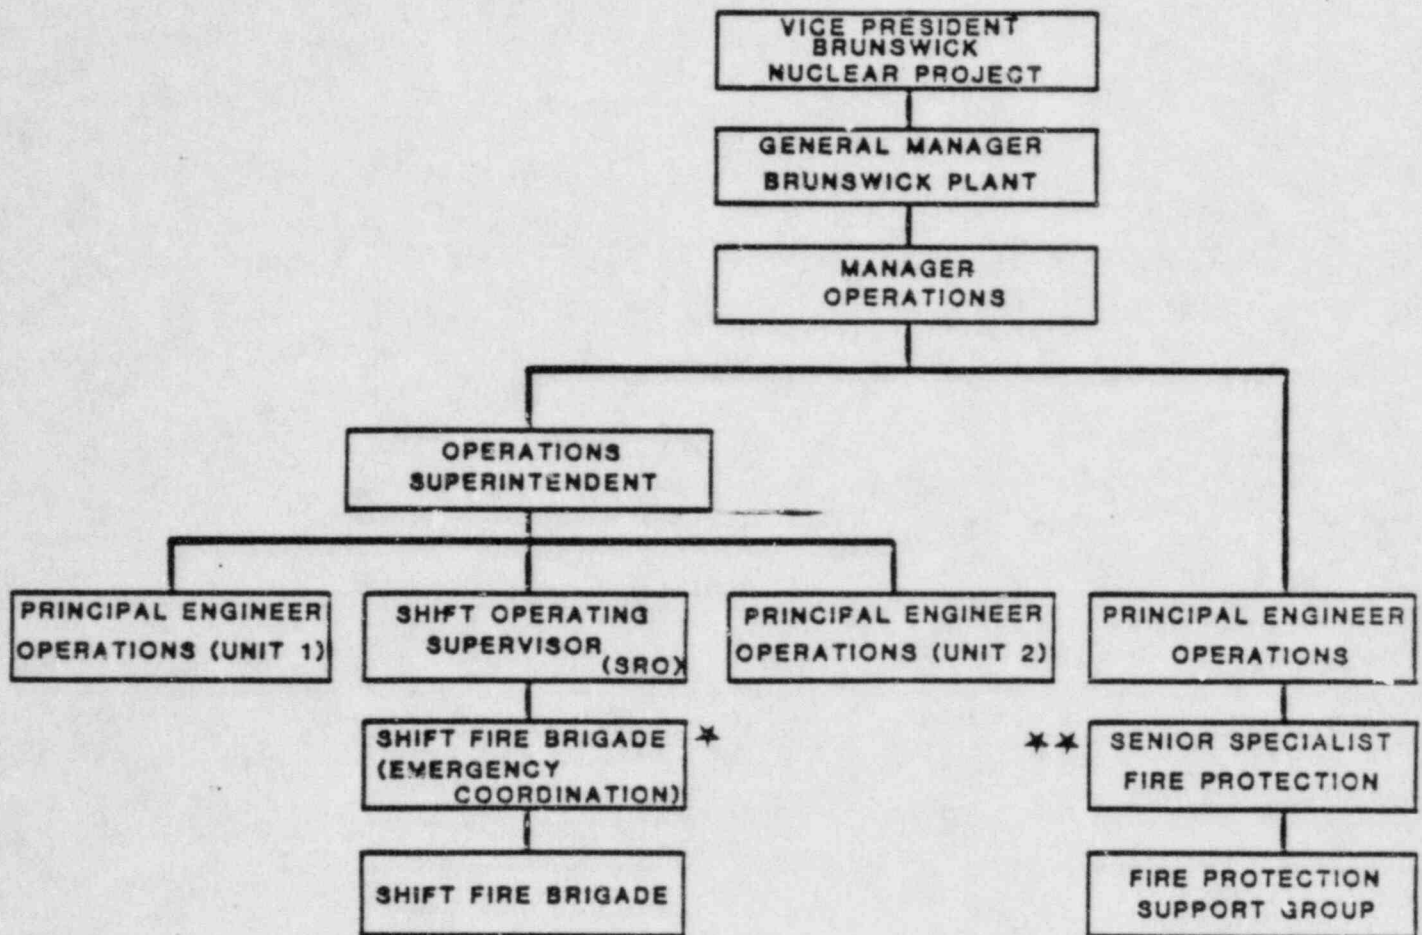 VICE PRESIDENT
BRUNSWICK
NUCLEAR PROJECT
GENERAL MANAGER
BRUNSWICK PLANT
MANAGER
OPERATIONS
OPERATIONS
SUPERINTENDENT
PRINCIPAL ENGINEER
OPERATIONS (UNIT 1)
SHIFT OPERATING
SUPERVISOR
(SRO)
PRINCIPAL ENGINEER
OPERATIONS (UNIT 2)
PRINCIPAL ENGINEER
OPERATIONS
SHIFT FIRE BRIGADE ★
(EMERGENCY
COORDINATION)
★★ SENIOR SPECIALIST
FIRE PROTECTION
SHIFT FIRE BRIGADE
FIRE PROTECTION
SUPPORT GROUP